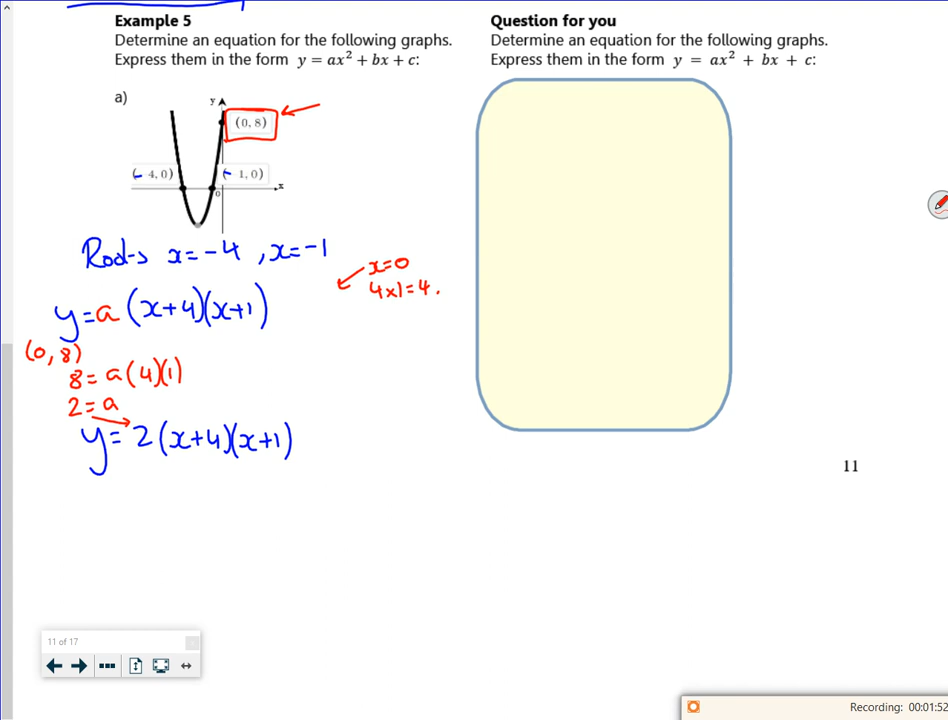 Example 5
Determine an equation for the following graphs.
Express them in the form y = ax² + bx + c:
a)
y
(0, 8)
(- 4, 0)
(- 1, 0)
x
0
Roots x = -4 , x = -1
x=0
4x1=4.
y = a (x+4)(x+1)
(0, 8)
8 = a(4)(1)
2 = a
y = 2 (x+4)(x+1)
Question for you
Determine an equation for the following graphs.
Express them in the form y = ax² + bx + c:
11
11 of 17
Recording: 00:01:52